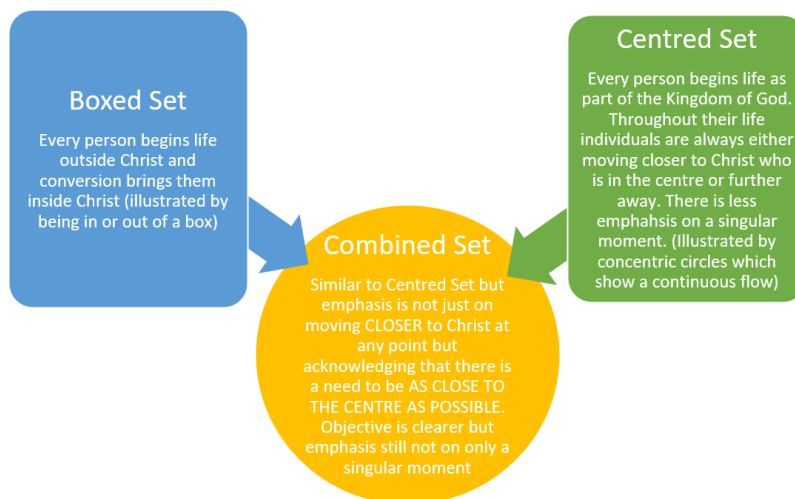 Boxed Set
Every person begins life
outside Christ and
conversion brings them
inside Christ (illustrated by
being in or out of a box)
Centred Set
Every person begins life as
part of the Kingdom of God.
Throughout their life
individuals are always either
moving closer to Christ who
is in the centre or further
away. There is less
emphahsis on a singular
moment. (Illustrated by
concentric circles which
show a continuous flow)
Combined Set
Similar to Centred Set but
emphasis is not just on
moving CLOSER to Christ at
any point but
acknowledging that there is
a need to be AS CLOSE TO
THE CENTRE AS POSSIBLE.
Objective is clearer but
emphasis still not on only a
singular moment